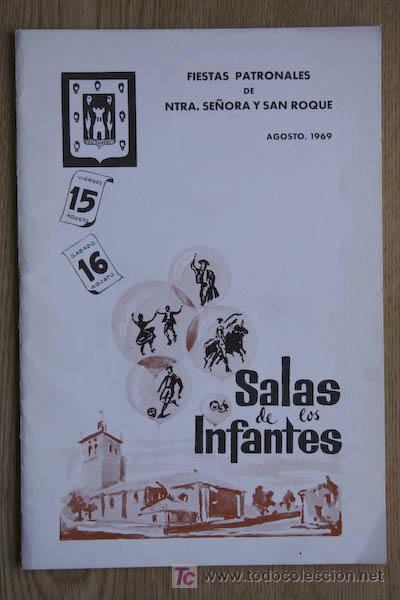 FIESTAS PATRONALES
DE
NTRA. SEÑORA Y SAN ROQUE
AGOSTO, 1969
VIERNES
15
AGOSTO
SABADO
16
AGOSTO
Salas
de los
Infantes
TC www.todocoleccion.net